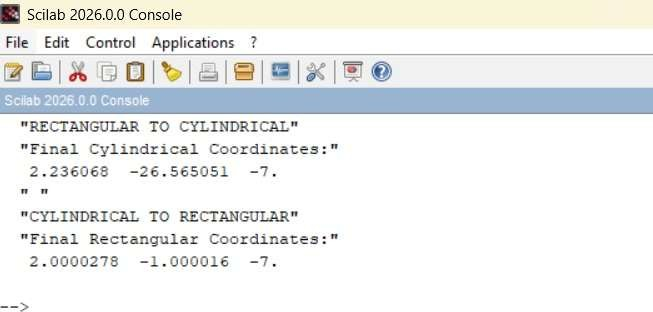 Scilab 2026.0.0 Console
File Edit Control Applications ?
Scilab 2026.0.0 Console
"RECTANGULAR TO CYLINDRICAL"
"Final Cylindrical Coordinates:"
2.236068 -26.565051 -7.
" "
"CYLINDRICAL TO RECTANGULAR"
"Final Rectangular Coordinates:"
2.0000278 -1.000016 -7.
-->